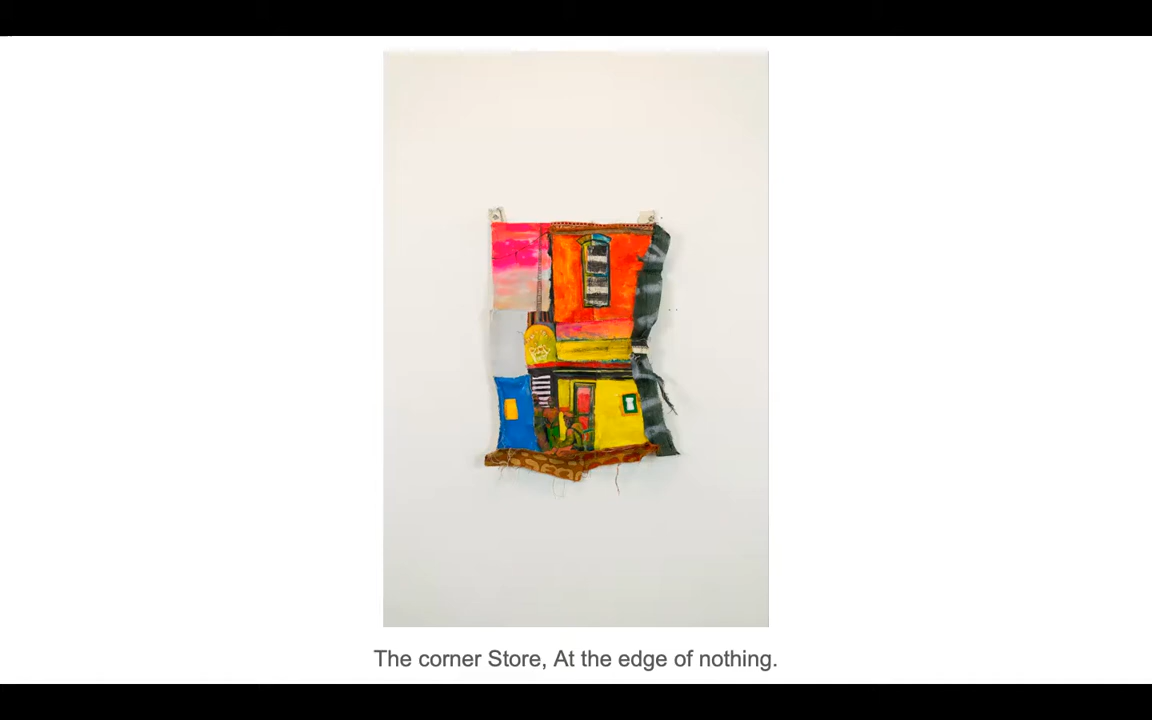 The corner Store, At the edge of nothing.